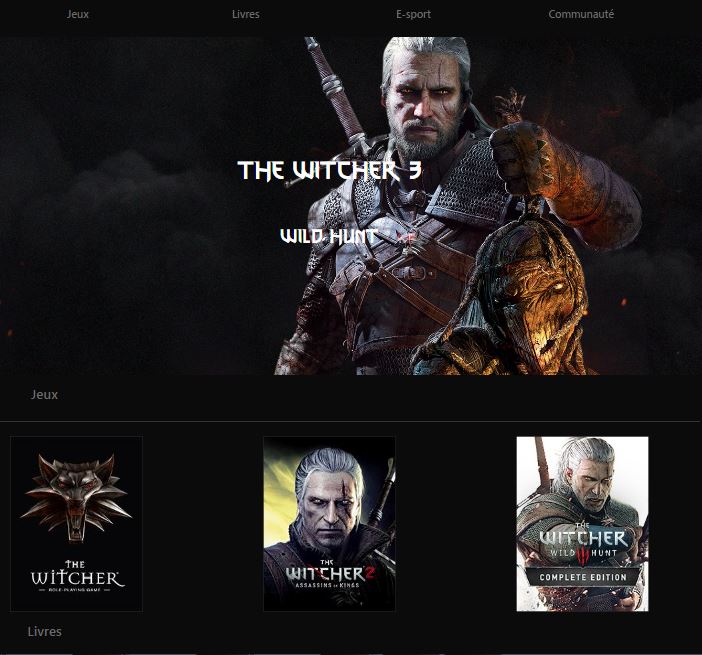 Jeux Livres E-sport Communauté
THE WITCHER 3
WILD HUNT
Jeux
THE
WITCHER
ROLE-PLAYING GAME
THE
WITCHER 2
ASSASSINS OF KINGS
THE
WITCHER
WILD HUNT
COMPLETE EDITION
Livres